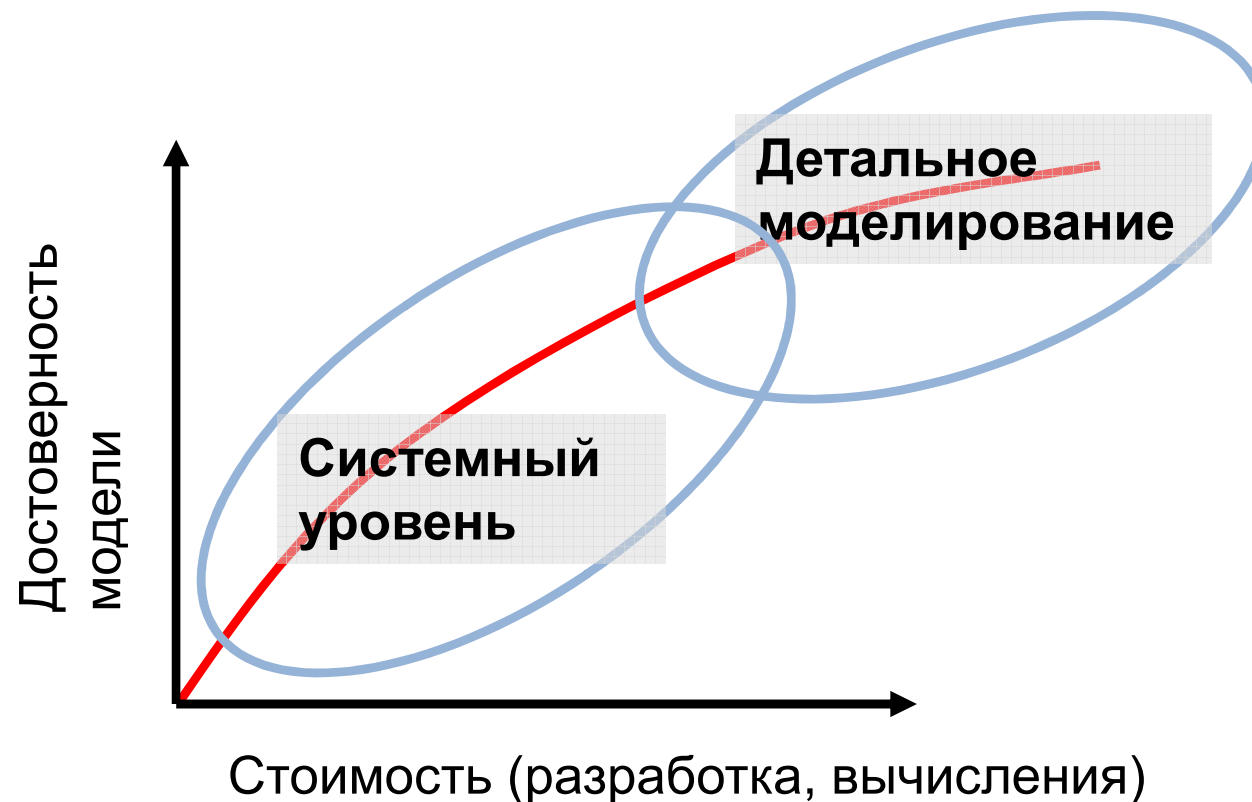 Детальное
моделирование
Системный
уровень
Достоверность
модели
Стоимость (разработка, вычисления)